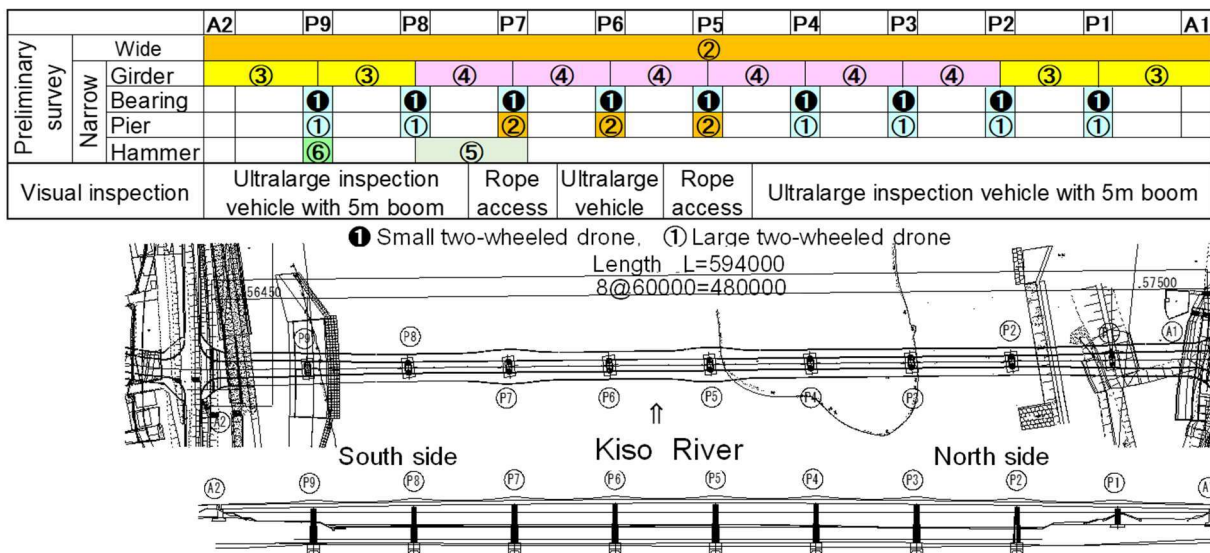 A2 P9 P8 P7 P6 P5 P4 P3 P2 P1 A1
Preliminary survey
Wide ②
Narrow
Girder ③ ③ ④ ④ ④ ④ ④ ④ ③ ③
Bearing ❶ ❶ ❶ ❶ ❶ ❶ ❶ ❶ ❶
Pier ① ① ② ② ② ① ① ① ①
Hammer ⑥ ⑤
Visual inspection
Ultralarge inspection vehicle with 5m boom
Rope access
Ultralarge vehicle
Rope access
Ultralarge inspection vehicle with 5m boom
❶ Small two-wheeled drone, ① Large two-wheeled drone
Length L=594000
8@60000=480000
56450
57500
P9 P8 P2 P1 A1
A2 P7 P6 P5 P4 P3
⇑
Kiso River
South side
North side
A2 P9 P8 P7 P6 P5 P4 P3 P2 P1